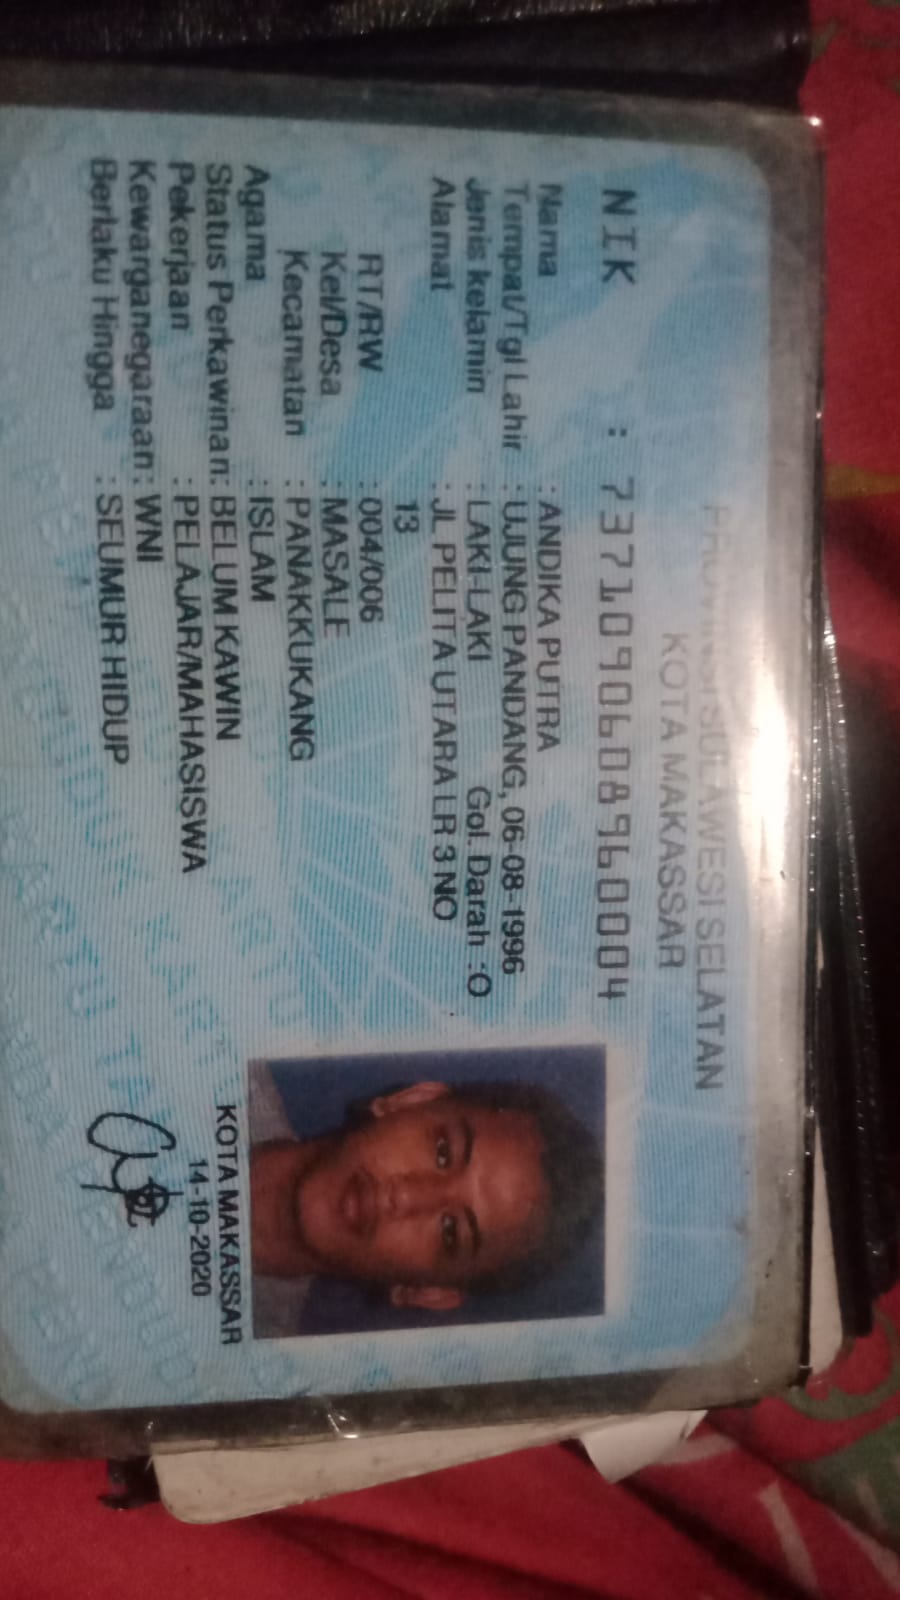 PROVINSI SULAWESI SELATAN
KOTA MAKASSAR
NIK : 7371090608960004
Nama : ANDIKA PUTRA
Tempat/Tgl Lahir : UJUNG PANDANG, 06-08-1996
Jenis kelamin : LAKI-LAKI Gol. Darah :O
Alamat : JL PELITA UTARA LR 3 NO
13
RT/RW : 004/006
Kel/Desa : MASALE
Kecamatan : PANAKKUKANG
Agama : ISLAM
Status Perkawinan: BELUM KAWIN
Pekerjaan : PELAJAR/MAHASISWA
Kewarganegaraan: WNI
Berlaku Hingga : SEUMUR HIDUP
KOTA MAKASSAR
14-10-2020